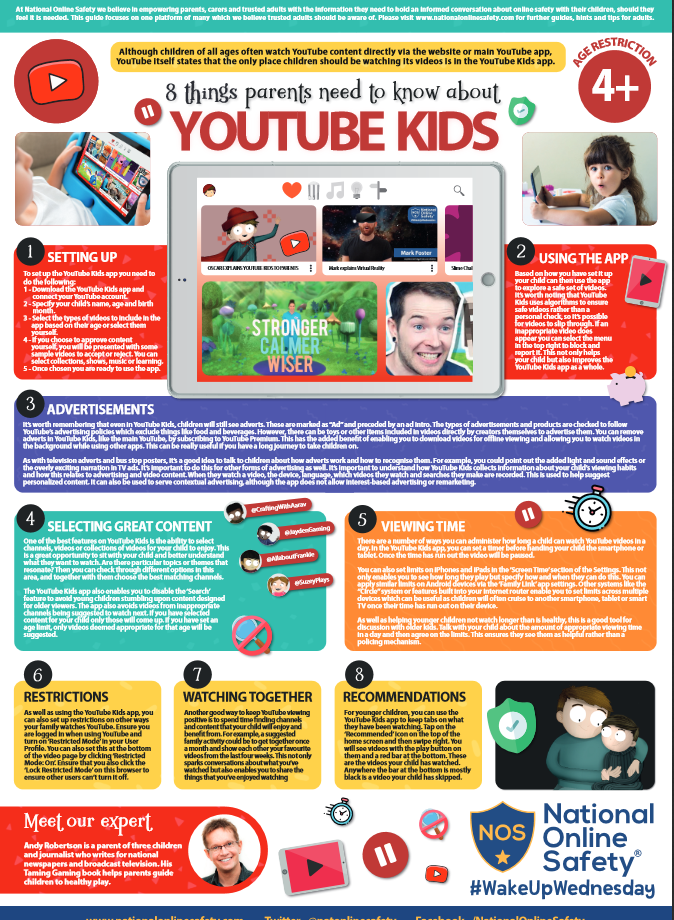 At National Online Safety we believe in empowering parents, carers and trusted adults with the information they need to hold an informed conversation about online safety with their children, should they
feel it is needed. This guide focuses on one platform of many which we believe trusted adults should be aware of. Please visit www.nationalonlinesafety.com for further guides, hints and tips for adults.
Although children of all ages often watch YouTube content directly via the website or main YouTube app,
YouTube itself states that the only place children should be watching its videos is in the YouTube Kids app.
AGE RESTRICTION
4+
8 things parents need to know about
YOUTUBE KIDS
OSCAR EXPLAINS YOUTUBE KIDS TO PARENTS
National Online Safety
Mark Foster
Mark explains Virtual Reality
Slime Chal
STRONGER
CALMER
WISER
1 SETTING UP
To set up the YouTube Kids app you need to
do the following:
1 - Download the YouTube Kids app and
connect your YouTube account.
2 - Specify your child's name, age and birth
month.
3 - Select the types of videos to include in the
app based on their age or select them
yourself.
4 - If you choose to approve content
yourself, you will be presented with some
sample videos to accept or reject. You can
select collections, shows, music or learning.
5 - Once chosen you are ready to use the app.
2 USING THE APP
Based on how you have set it up
your child can then use the app
to explore a safe set of videos.
It's worth noting that YouTube
Kids uses algorithms to ensure
safe videos rather than a
personal check, so it's possible
for videos to slip through. If an
inappropriate video does
appear you can select the menu
in the top right to block and
report it. This not only helps
your child but also improves the
YouTube Kids app as a whole.
3 ADVERTISEMENTS
It's worth remembering that even in YouTube Kids, children will still see adverts. These are marked as "Ad" and preceded by an ad intro. The types of advertisements and products are checked to follow
YouTube's advertising policies which exclude things like food and beverages. However, there can be toys or other items included in videos directly by creators themselves to advertise them. You can remove
adverts in YouTube Kids, like the main YouTube, by subscribing to YouTube Premium. This has the added benefit of enabling you to download videos for offline viewing and allowing you to watch videos in
the background while using other apps. This can be really useful if you have a long journey to take children on.
As with television adverts and bus stop posters, it's a good idea to talk to children about how adverts work and how to recognise them. For example, you could point out the added light and sound effects or
the overly exciting narration in TV ads. It's important to do this for other forms of advertising as well. It's important to understand how YouTube Kids collects information about your child's viewing habits
and how this relates to advertising and video content. When they watch a video, the device, language, which videos they watch and searches they make are recorded. This is used to help suggest
personalized content. It can also be used to serve contextual advertising, although the app does not allow interest-based advertising or remarketing.
4 SELECTING GREAT CONTENT
One of the best features on YouTube Kids is the ability to select
channels, videos or collections of videos for your child to enjoy. This
is a great opportunity to sit with your child and better understand
what they want to watch. Are there particular topics or themes that
resonate? Then you can check through different options in this
area, and together with them choose the best matching channels.
The YouTube Kids app also enables you to disable the 'Search'
feature to avoid young children stumbling upon content designed
for older viewers. The app also avoids videos from inappropriate
channels being suggested to watch next. If you have selected
content for your child only those will come up. If you have set an
age limit, only videos deemed appropriate for that age will be
suggested.
@CraftingWithAarav
@JaydenGaming
@AllaboutFrankie
@SuzyPlays
5 VIEWING TIME
There are a number of ways you can administer how long a child can watch YouTube videos in a
day. In the YouTube Kids app, you can set a timer before handing your child the smartphone or
tablet. Once the time has run out the video will be paused.
You can also set limits on iPhones and iPads in the 'Screen Time' section of the Settings. This not
only enables you to see how long they play but specify how and when they can do this. You can
apply similar limits on Android devices via the 'Family Link' app settings. Other systems like the
"Circle" system or features built into your internet router enable you to set limits across multiple
devices which can be useful as children will often cruise to another smartphone, tablet or smart
TV once their time has run out on their device.
As well as helping younger children not watch longer than is healthy, this is a good tool for
discussion with older kids. Talk with your child about the amount of appropriate viewing time
in a day and then agree on the limits. This ensures they see them as helpful rather than a
policing mechanism.
6
RESTRICTIONS
As well as using the YouTube Kids app, you
can also set up restrictions on other ways
your family watches YouTube. Ensure you
are logged in when using YouTube and
turn on 'Restricted Mode' in your User
Profile. You can also set this at the bottom
of the video page by clicking 'Restricted
Mode: On'. Ensure that you also click the
'Lock Restricted Mode' on this browser to
ensure other users can't turn it off.
7
WATCHING TOGETHER
Another good way to keep YouTube viewing
positive is to spend time finding channels
and content that your child will enjoy and
benefit from. For example, a suggested
family activity could be to get together once
a month and show each other your favourite
videos from the last four weeks. This not only
sparks conversations about what you've
watched but also enables you to share the
things that you've enjoyed watching
8
RECOMMENDATIONS
For younger children, you can use the
YouTube Kids app to keep tabs on what
they have been watching. Tap on the
'Recommended' icon on the top of the
home screen and then swipe right. You
will see videos with the play button on
them and a red bar at the bottom. These
are the videos your child has watched.
Anywhere the bar at the bottom is mostly
black is a video your child has skipped.
Meet our expert
Andy Robertson is a parent of three children
and journalist who writes for national
newspapers and broadcast television. His
Taming Gaming book helps parents guide
children to healthy play.
NOS
National
Online
Safety®
#WakeUpWednesday
www.nationalonlinesafety.com Twitter - @natonlinesafety Facebook - /NationalOnlineSafety